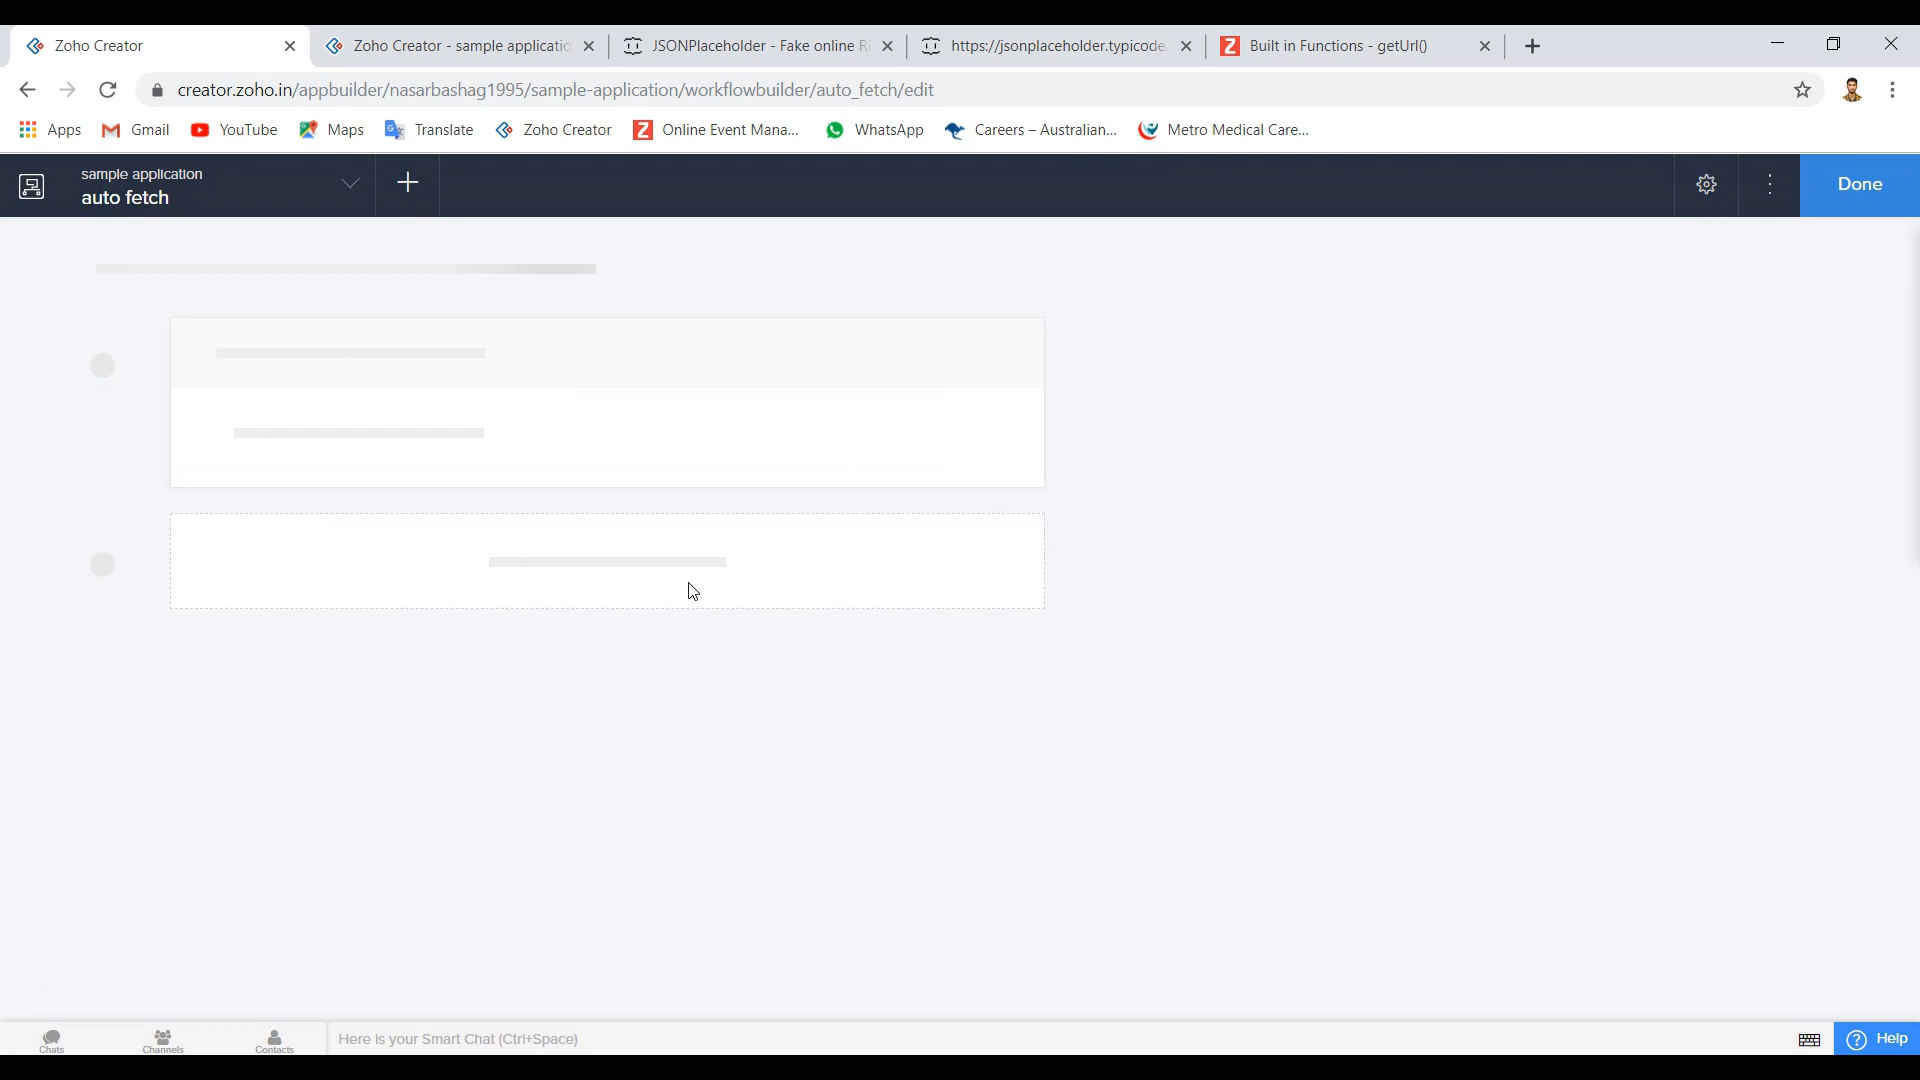 Zoho Creator
Zoho Creator - sample applicatio
JSONPlaceholder - Fake online R
https://jsonplaceholder.typicode.
Built in Functions - getUrl()
creator.zoho.in/appbuilder/nasarbashag1995/sample-application/workflowbuilder/auto_fetch/edit
Apps
Gmail
YouTube
Maps
Translate
Zoho Creator
Online Event Mana...
WhatsApp
Careers – Australian...
Metro Medical Care...
sample application
auto fetch
Done
Chats
Channels
Contacts
Here is your Smart Chat (Ctrl+Space)
Help